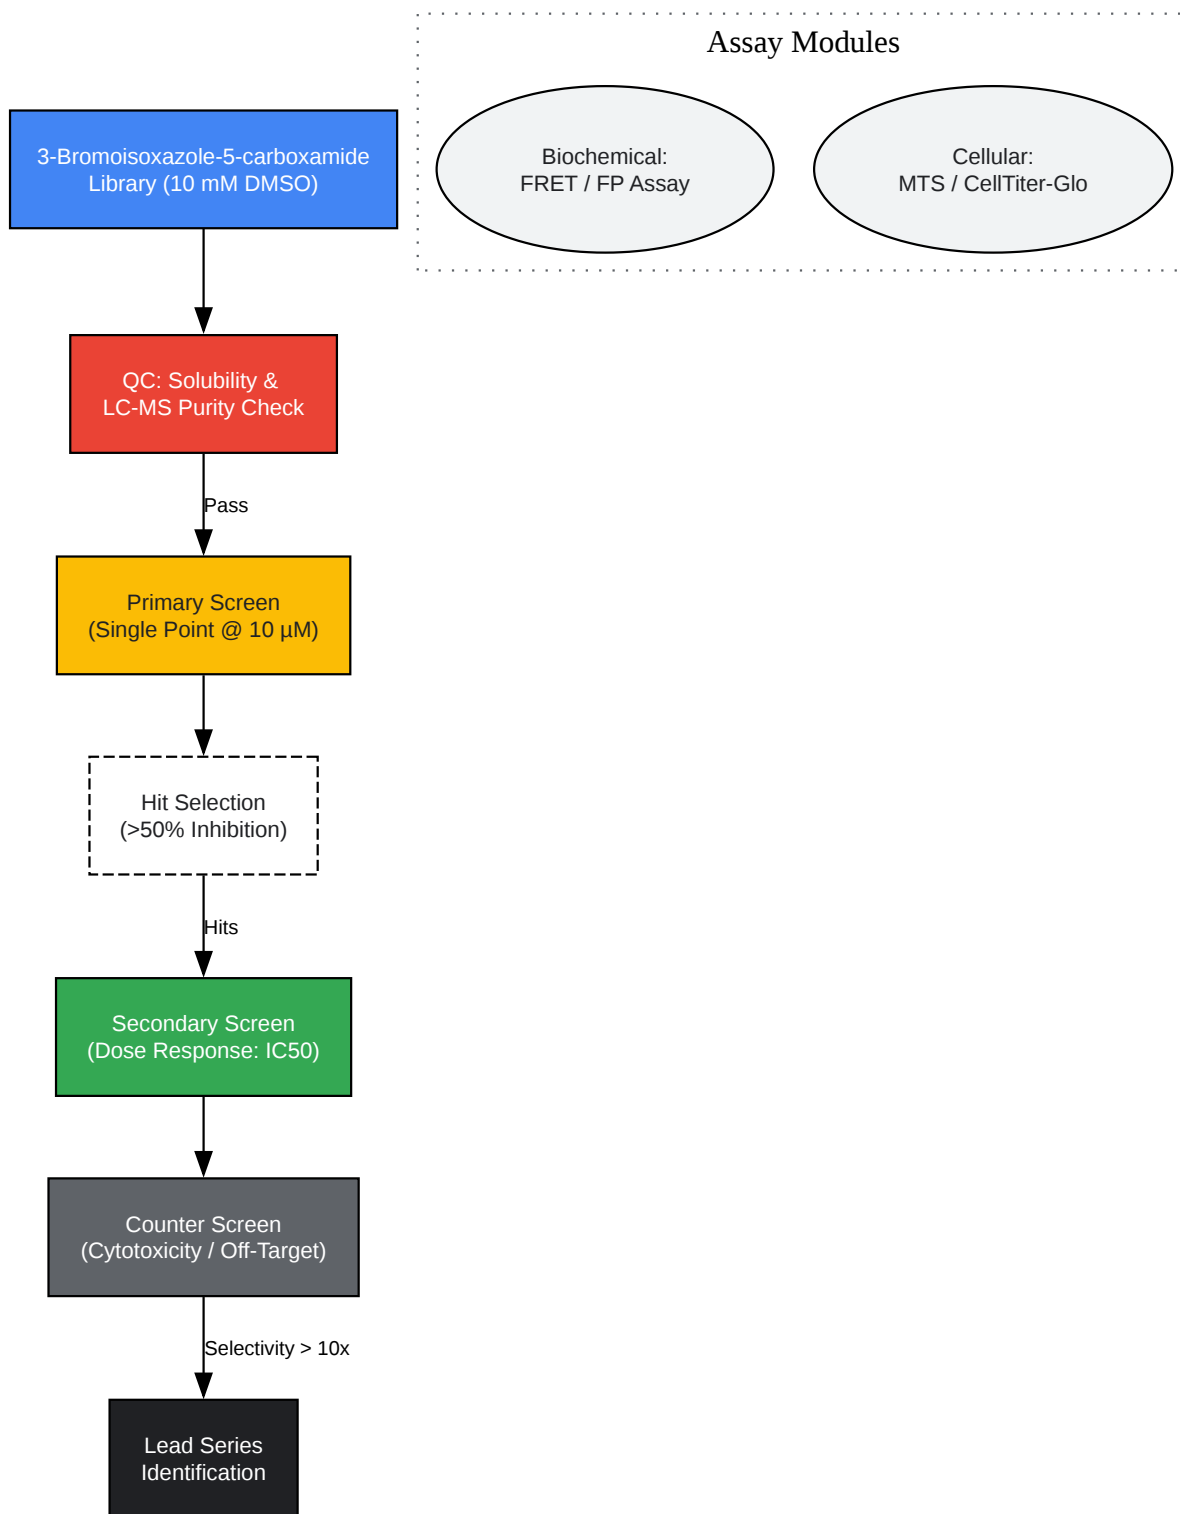 Assay Modules
3-Bromoisoxazole-5-carboxamide
Library (10 mM DMSO)
Biochemical:
FRET / FP Assay
Cellular:
MTS / CellTiter-Glo
QC: Solubility &
LC-MS Purity Check
Pass
Primary Screen
(Single Point @ 10 µM)
Hit Selection
(>50% Inhibition)
Hits
Secondary Screen
(Dose Response: IC50)
Counter Screen
(Cytotoxicity / Off-Target)
Selectivity > 10x
Lead Series
Identification